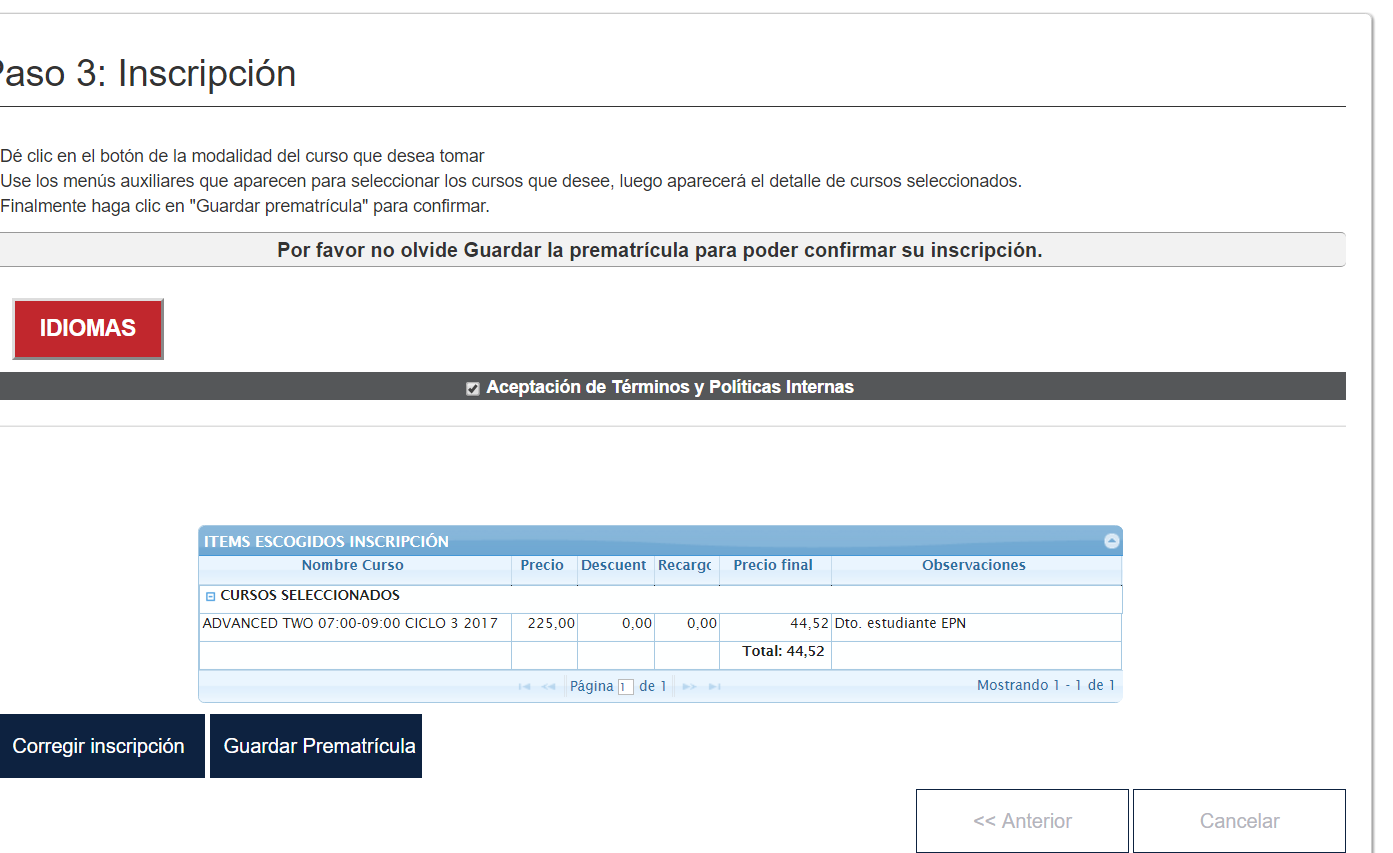 Paso 3: Inscripción
Dé clic en el botón de la modalidad del curso que desea tomar
Use los menús auxiliares que aparecen para seleccionar los cursos que desee, luego aparecerá el detalle de cursos seleccionados.
Finalmente haga clic en "Guardar prematrícula" para confirmar.
Por favor no olvide Guardar la prematrícula para poder confirmar su inscripción.
IDIOMAS
Aceptación de Términos y Políticas Internas
ITEMS ESCOGIDOS INSCRIPCIÓN
Nombre Curso Precio Descuent Recargo Precio final Observaciones
CURSOS SELECCIONADOS
ADVANCED TWO 07:00-09:00 CICLO 3 2017 225,00 0,00 0,00 44,52 Dto. estudiante EPN
Total: 44,52
Página 1 de 1 Mostrando 1 - 1 de 1
Corregir inscripción Guardar Prematrícula
<< Anterior Cancelar